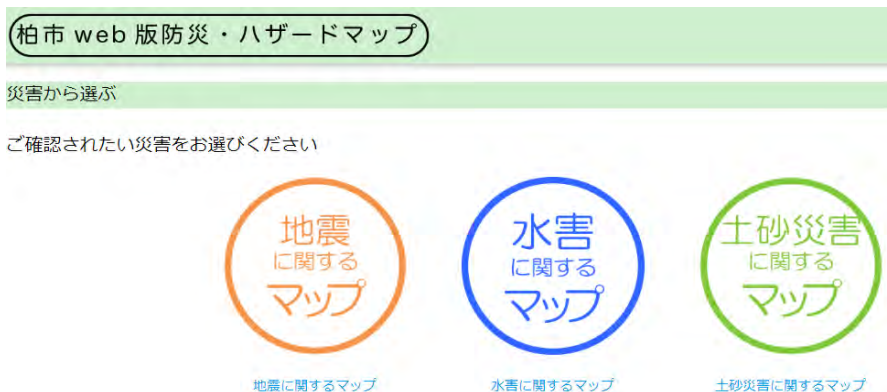 柏市 web 版防災・ハザードマップ
災害から選ぶ
ご確認されたい災害をお選びください
地震
に関する
マップ
水害
に関する
マップ
土砂災害
に関する
マップ
地震に関するマップ
水害に関するマップ
土砂災害に関するマップ